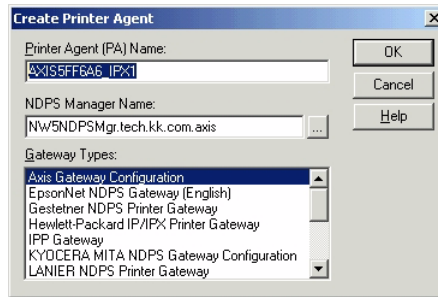 Create Printer Agent
Printer Agent (PA) Name:
AXIS5FF6A6_IPX1
NDPS Manager Name:
NW5NDPSMgr.tech.kk.com.axis
...
Gateway Types:
Axis Gateway Configuration
EpsonNet NDPS Gateway (English)
Gestetner NDPS Printer Gateway
Hewlett-Packard IP/IPX Printer Gateway
IPP Gateway
KYOCERA MITA NDPS Gateway Configuration
LANIER NDPS Printer Gateway
OK
Cancel
Help